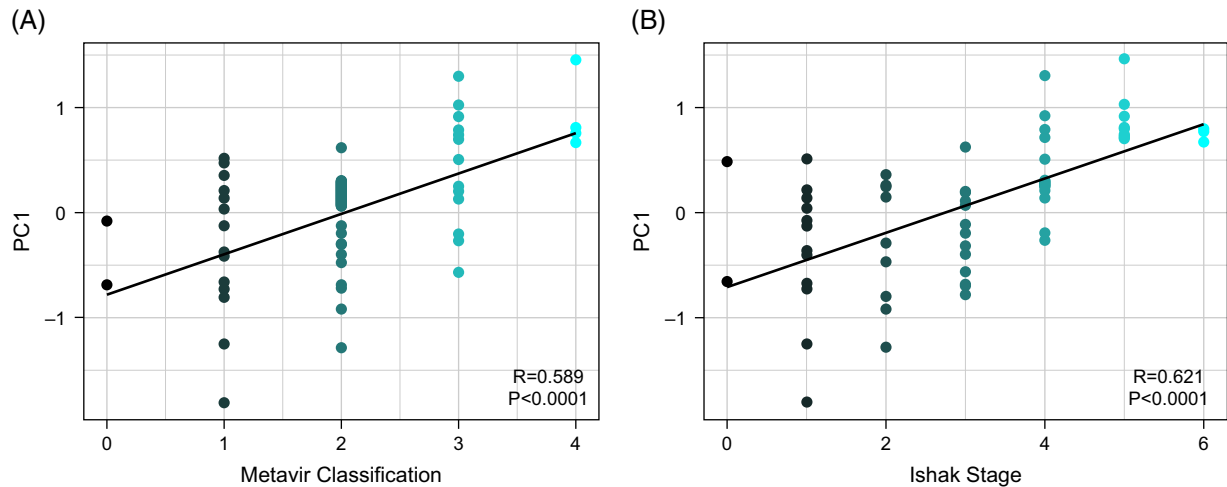 (A)
PC1
1
0
–1
R=0.589
P<0.0001
0 1 2 3 4
Metavir Classification
(B)
PC1
1
0
–1
R=0.621
P<0.0001
0 2 4 6
Ishak Stage